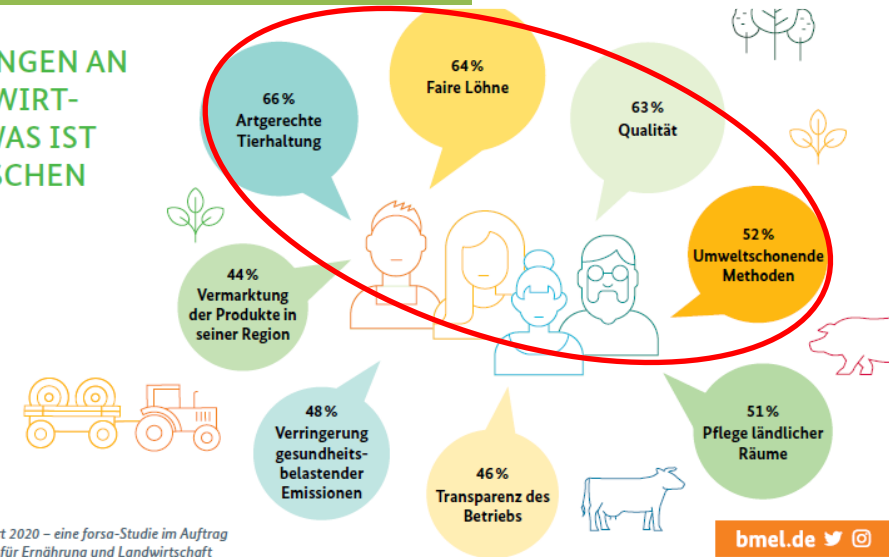 NGEN AN
WIRT-
VAS IST
SCHEN
66 %
Artgerechte
Tierhaltung
64 %
Faire Löhne
63 %
Qualität
52 %
Umweltschonende
Methoden
44 %
Vermarktung
der Produkte in
seiner Region
48 %
Verringerung
gesundheits-
belastender
Emissionen
46 %
Transparenz des
Betriebs
51 %
Pflege ländlicher
Räume
t 2020 – eine forsa-Studie im Auftrag
für Ernährung und Landwirtschaft
bmel.de